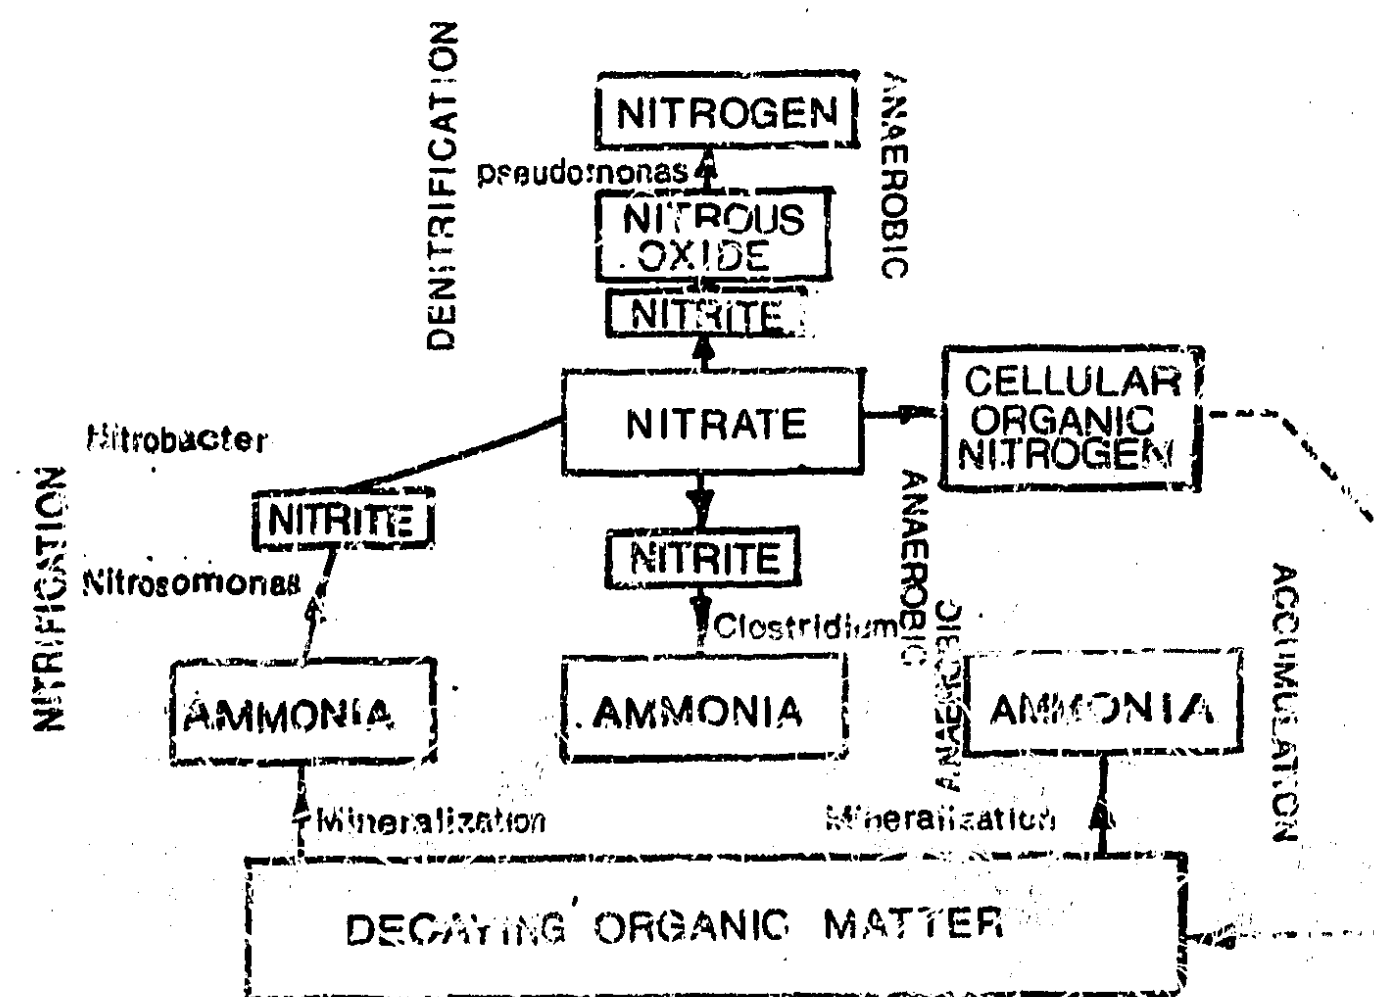 DENITRIFICATION
NITROGEN
ANAEROBIC
pseudomonas
NITROUS
OXIDE
NITRITE
NITRATE
CELLULAR
ORGANIC
NITROGEN
Nitrobacter
NITRITE
NITRIFICATION
Nitrosomonas
NITRITE
ANAEROBIC
Clostridium
ANAEROBIC
ACCUMULATION
AMMONIA
AMMONIA
AMMONIA
Mineralization
Mineralization
DECAYING ORGANIC MATTER